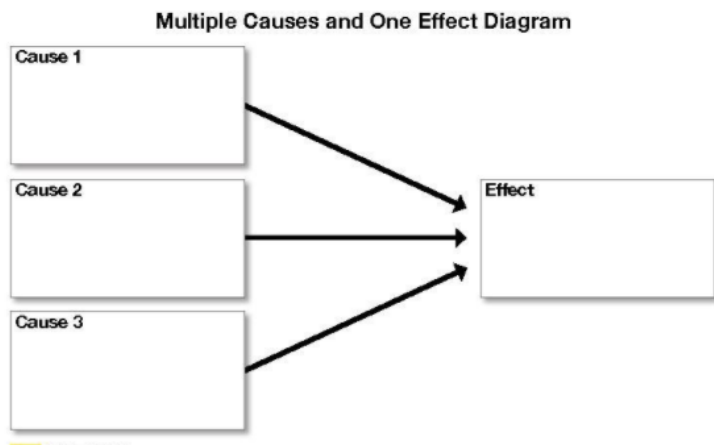 Multiple Causes and One Effect Diagram
Cause 1
Cause 2
Effect
Cause 3